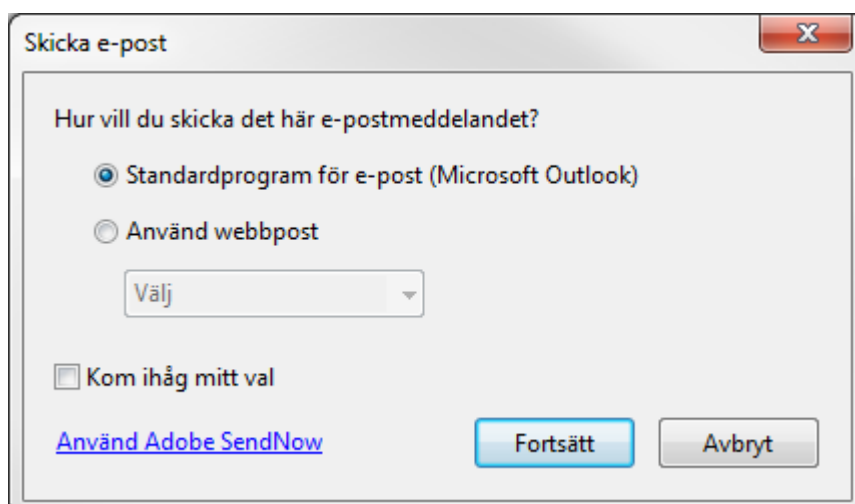 Skicka e-post
Hur vill du skicka det här e-postmeddelandet?
Standardprogram för e-post (Microsoft Outlook)
Använd webbpost
Välj
Kom ihåg mitt val
Använd Adobe SendNow
Fortsätt
Avbryt